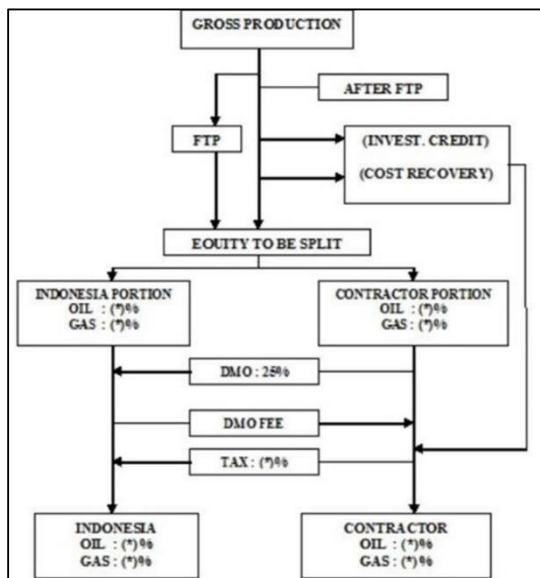 GROSS PRODUCTION
AFTER FTP
FTP
(INVEST. CREDIT)
(COST RECOVERY)
EQUITY TO BE SPLIT
INDONESIA PORTION
OIL : (*)%
GAS : (*)%
CONTRACTOR PORTION
OIL : (*)%
GAS : (*)%
DMO : 25%
DMO FEE
TAX : (*)%
INDONESIA
OIL : (*)%
GAS : (*)%
CONTRACTOR
OIL : (*)%
GAS : (*)%